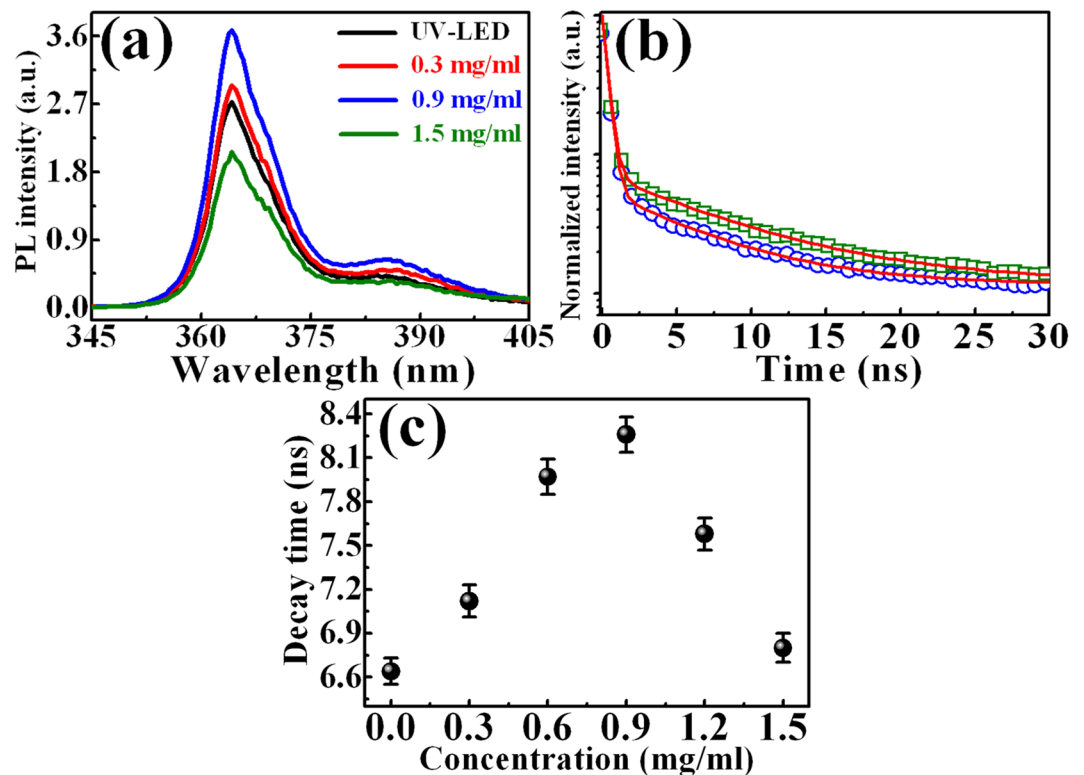 (a)
UV-LED
0.3 mg/ml
0.9 mg/ml
1.5 mg/ml
3.6
2.7
1.8
0.9
0.0
PL intensity (a.u.)
345 360 375 390 405
Wavelength (nm)
(b)
Normalized intensity (a.u.)
0 5 10 15 20 25 30
Time (ns)
(c)
8.4
8.1
7.8
7.5
7.2
6.9
6.6
Decay time (ns)
0.0 0.3 0.6 0.9 1.2 1.5
Concentration (mg/ml)